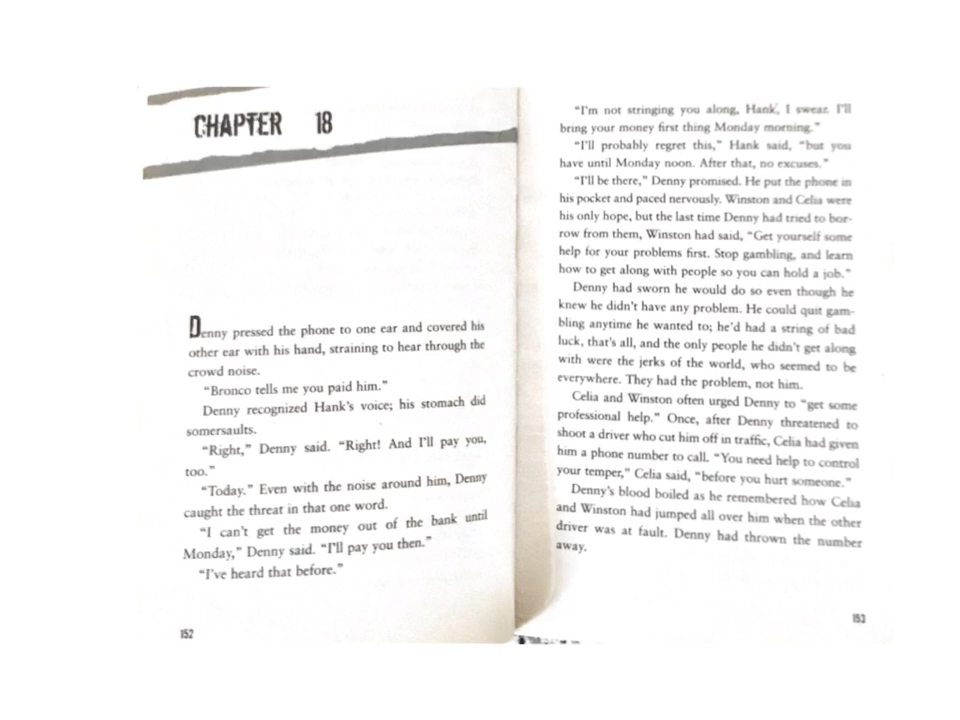 CHAPTER 18
Denny pressed the phone to one ear and covered his
other ear with his hand, straining to hear through the
crowd noise.
“Bronco tells me you paid him.”
Denny recognized Hank’s voice; his stomach did
somersaults.
“Right,” Denny said. “Right! And I’ll pay you,
too.”
“Today.” Even with the noise around him, Denny
caught the threat in that one word.
“I can’t get the money out of the bank until
Monday,” Denny said. “I’ll pay you then.”
“I’ve heard that before.”
152
“I’m not stringing you along, Hank, I swear. I’ll
bring your money first thing Monday morning.”
“I’ll probably regret this,” Hank said, “but you
have until Monday noon. After that, no excuses.”
“I’ll be there,” Denny promised. He put the phone in
his pocket and paced nervously. Winston and Celia were
his only hope, but the last time Denny had tried to bor-
row from them, Winston had said, “Get yourself some
help for your problems first. Stop gambling, and learn
how to get along with people so you can hold a job.”
Denny had sworn he would do so even though he
knew he didn’t have any problem. He could quit gam-
bling anytime he wanted to; he’d had a string of bad
luck, that’s all, and the only people he didn’t get along
with were the jerks of the world, who seemed to be
everywhere. They had the problem, not him.
Celia and Winston often urged Denny to “get some
professional help.” Once, after Denny threatened to
shoot a driver who cut him off in traffic, Celia had given
him a phone number to call. “You need help to control
your temper,” Celia said, “before you hurt someone.”
Denny’s blood boiled as he remembered how Celia
and Winston had jumped all over him when the other
driver was at fault. Denny had thrown the number
away.
153